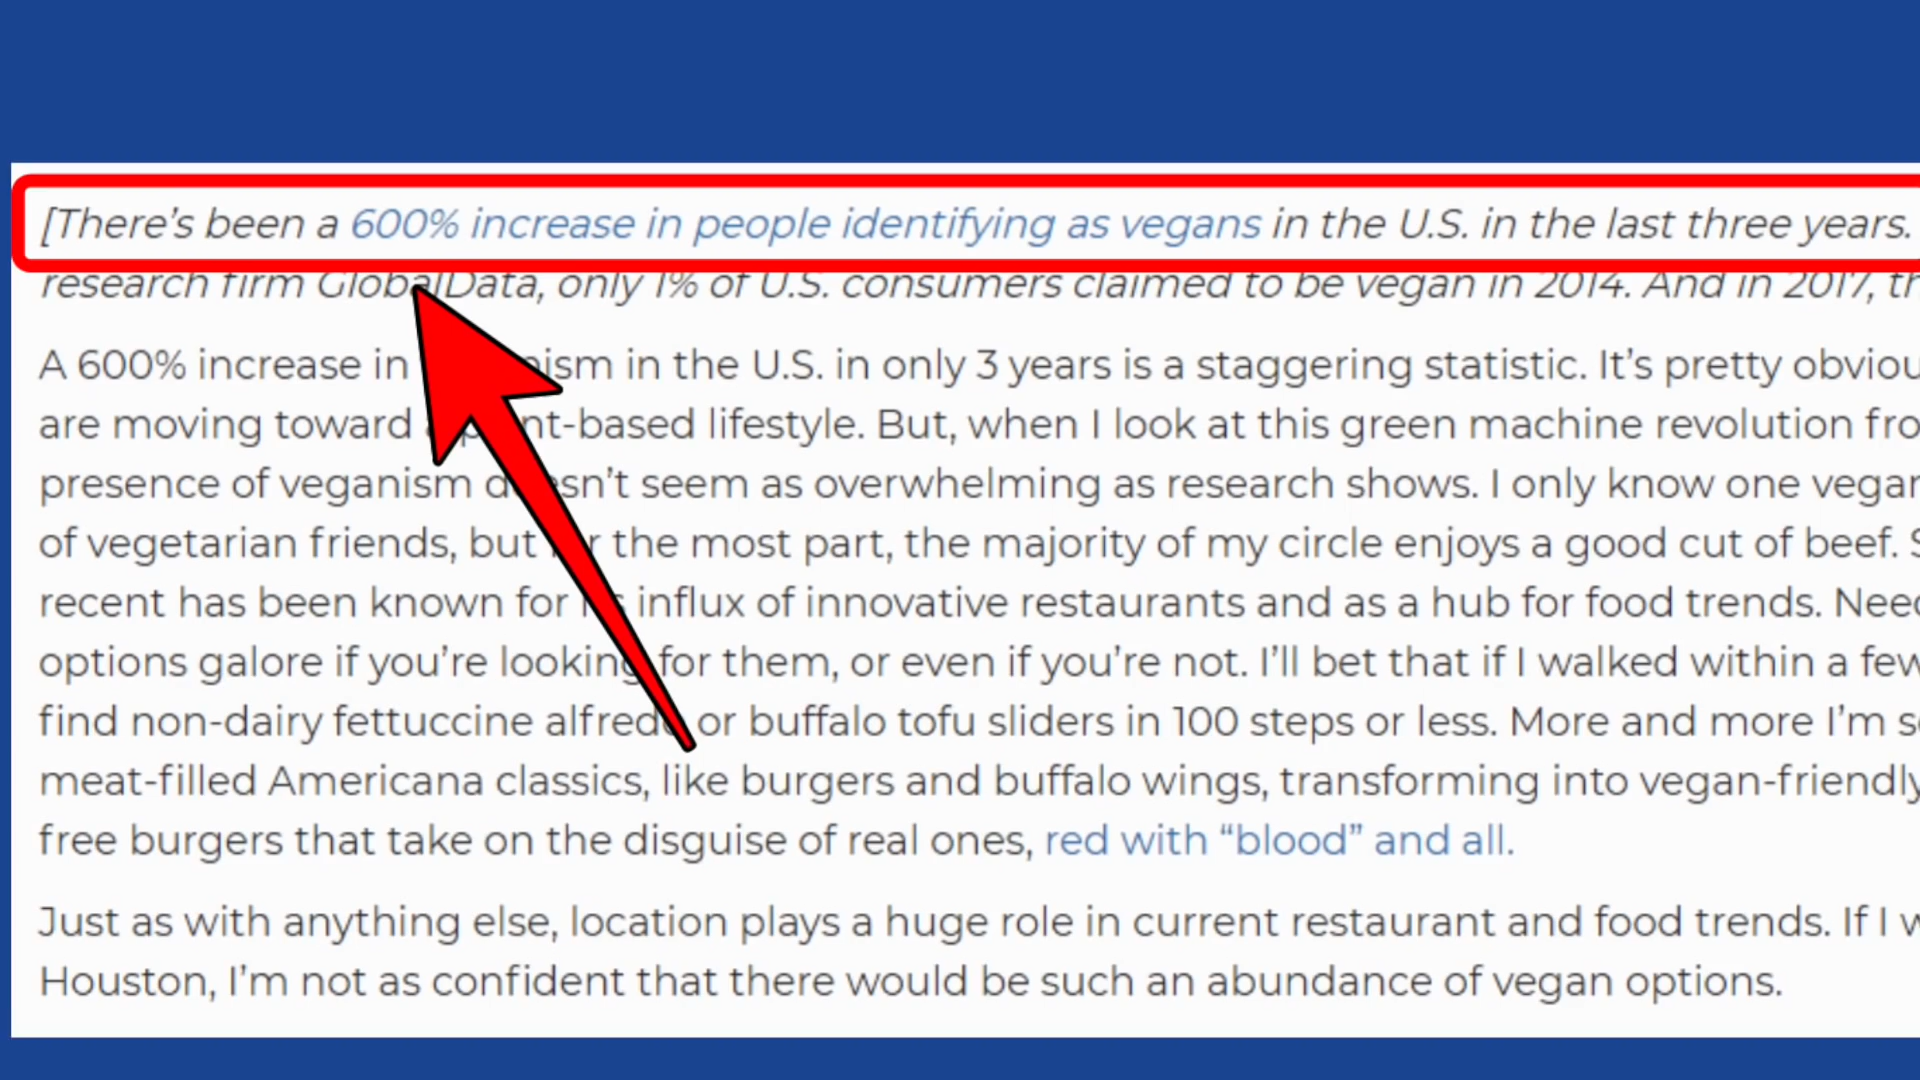 [There's been a 600% increase in people identifying as vegans in the U.S. in the last three years.
research firm GlobalData, only 1% of U.S. consumers claimed to be vegan in 2014. And in 2017, th
A 600% increase in in the U.S. in only 3 years is a staggering statistic. It's pretty obviou
are moving toward lifestyle. But, when I look at this green machine revolution fro
presence of veganism doesn't seem as overwhelming as research shows. I only know one vegan
of vegetarian friends, but for the most part, the majority of my circle enjoys a good cut of beef. S
recent has been known for its influx of innovative restaurants and as a hub for food trends. Need
options galore if you're looking for them, or even if you're not. I'll bet that if I walked within a few
find non-dairy fettuccine alfredo or buffalo tofu sliders in 100 steps or less. More and more I'm s
meat-filled Americana classics, like burgers and buffalo wings, transforming into vegan-friendly
free burgers that take on the disguise of real ones, red with “blood” and all.
Just as with anything else, location plays a huge role in current restaurant and food trends. If I w
Houston, I'm not as confident that there would be such an abundance of vegan options.